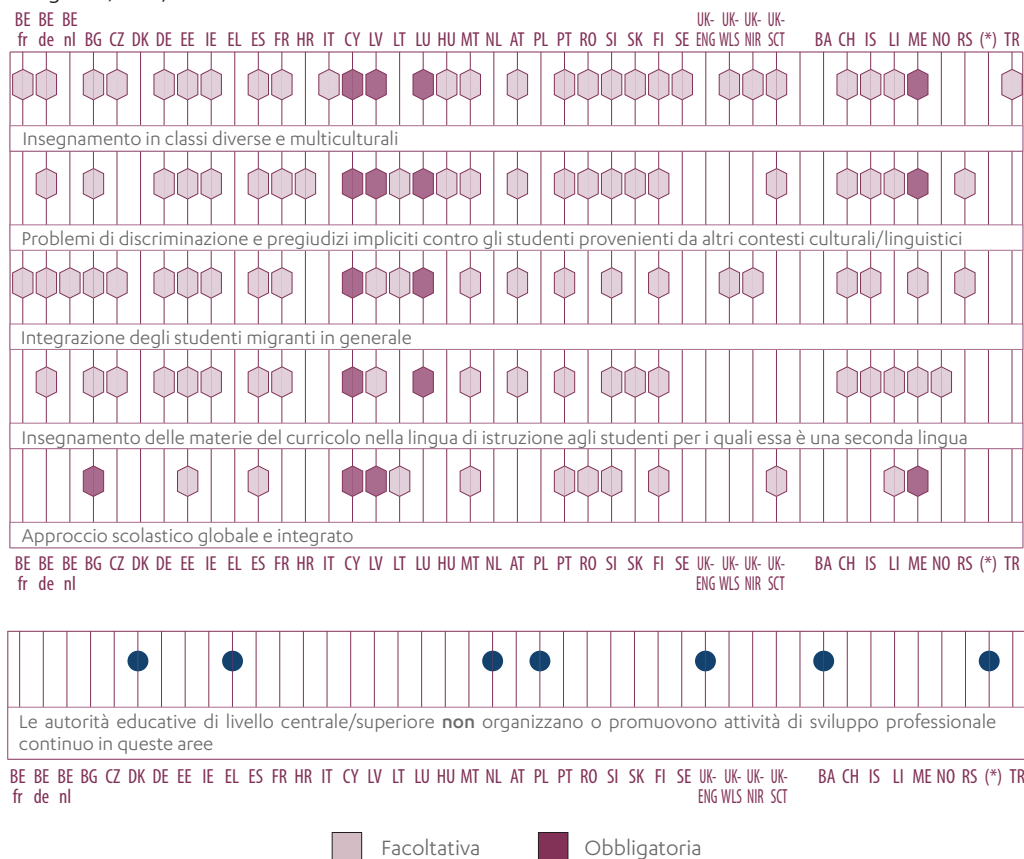 BE BE BE UK- UK- UK- UK-
fr de nl BG CZ DK DE EE IE EL ES FR HR IT CY LV LT LU HU MT NL AT PL PT RO SI SK FI SE ENG WLS NIR SCT BA CH IS LI ME NO RS (*) TR
Insegnamento in classi diverse e multiculturali
Problemi di discriminazione e pregiudizi impliciti contro gli studenti provenienti da altri contesti culturali/linguistici
Integrazione degli studenti migranti in generale
Insegnamento delle materie del curricolo nella lingua di istruzione agli studenti per i quali essa è una seconda lingua
Approccio scolastico globale e integrato
BE BE BE BG CZ DK DE EE IE EL ES FR HR IT CY LV LT LU HU MT NL AT PL PT RO SI SK FI SE UK- UK- UK- UK- BA CH IS LI ME NO RS (*) TR
fr de nl ENG WLS NIR SCT
Le autorità educative di livello centrale/superiore non organizzano o promuovono attività di sviluppo professionale
continuo in queste aree
BE BE BE BG CZ DK DE EE IE EL ES FR HR IT CY LV LT LU HU MT NL AT PL PT RO SI SK FI SE UK- UK- UK- UK- BA CH IS LI ME NO RS (*) TR
fr de nl ENG WLS NIR SCT
Facoltativa Obbligatoria